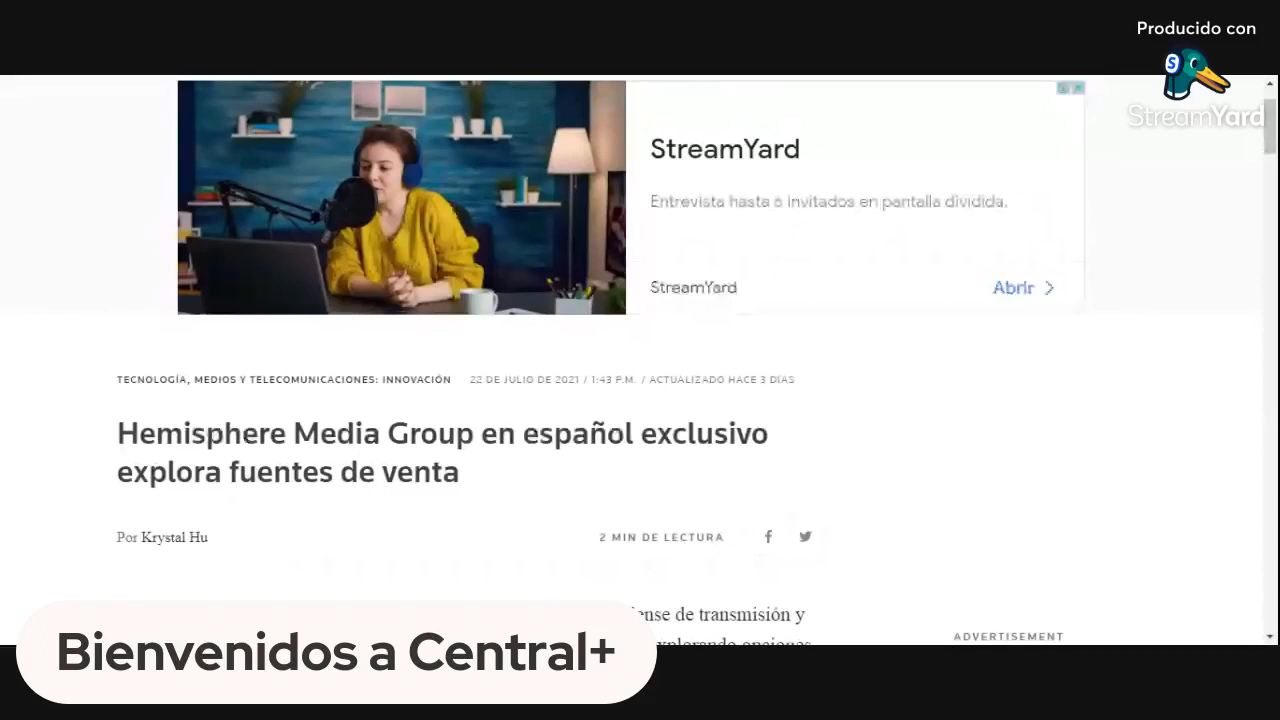 Producido con
StreamYard
StreamYard
Entrevista hasta 6 invitados en pantalla dividida.
StreamYard
Abrir
TECNOLOGÍA, MEDIOS Y TELECOMUNICACIONES: INNOVACIÓN 22 DE JULIO DE 2021 / 1:43 P.M. / ACTUALIZADO HACE 3 DÍAS
Hemisphere Media Group en español exclusivo
explora fuentes de venta
Por Krystal Hu
2 MIN DE LECTURA
de transmisión y
opciones
ADVERTISEMENT
Bienvenidos a Central+